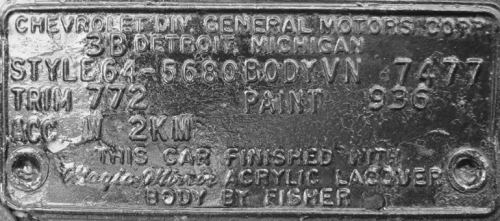 CHEVROLET DIV. GENERAL MOTORS CORP.
3B DETROIT, MICHIGAN
STYLE 64-5680 BODY VN 7477
TRIM 772 PAINT 936
ACC W 2KM
THIS CAR FINISHED WITH
Magic-Mirror ACRYLIC LACQUER
BODY BY FISHER